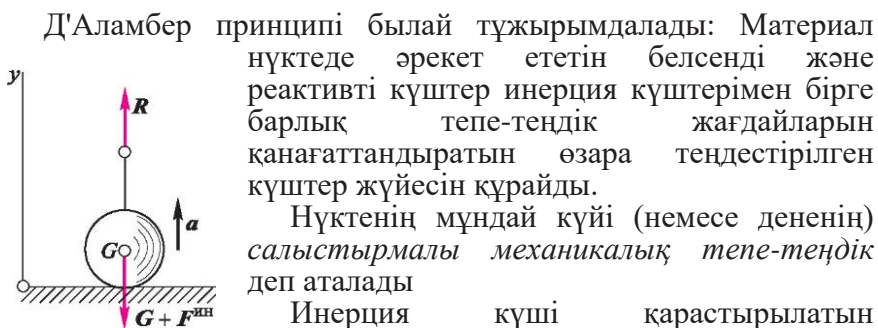 Д'Аламбер принципі былай тұжырымдалады: Материал
нүктеде әрекет ететін белсенді және
реактивті күштер инерция күштерімен бірге
барлық тепе-теңдік жағдайларын
қанағаттандыратын өзара теңдестірілген
күштер жүйесін құрайды.
Нүктенің мұндай күйі (немесе дененің)
салыстырмалы механикалық тепе-теңдік
деп аталады
Инерция күші қарастырылатын
y
R
a
G
G + Fин